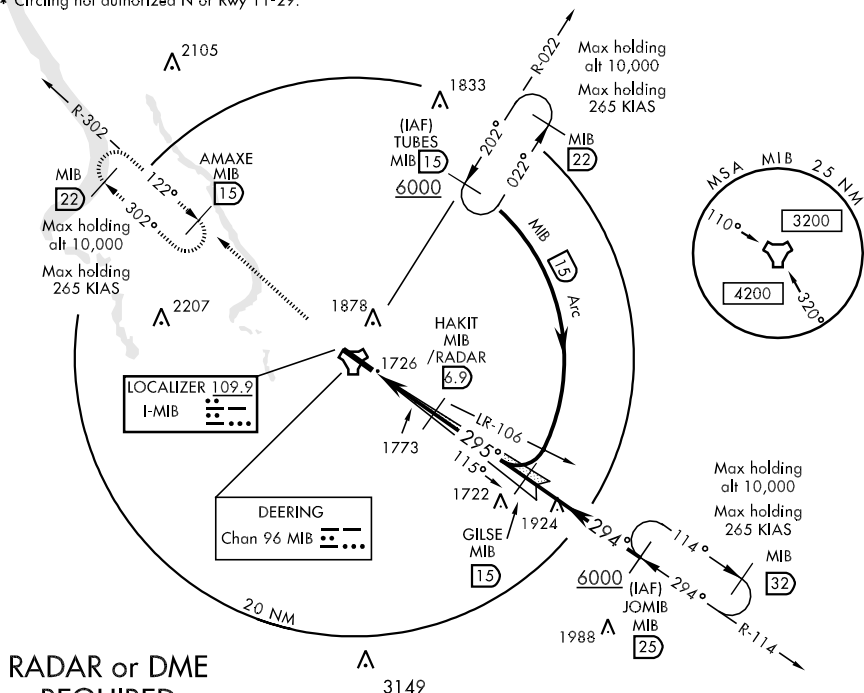 * Circling not authorized N of Rwy 11-29.
2105
R-022
Max holding
alt 10,000
Max holding
265 KIAS
1833
(IAF)
TUBES
MIB 15
6000
202°
022°
MIB
22
R-302
AMAXE
MIB
15
MIB
22
122°
302°
Max holding
alt 10,000
Max holding
265 KIAS
MSA MIB 25 NM
110°
3200
4200
320°
MIB 15 Arc
2207
1878
HAKIT
MIB
/RADAR
6.9
1726
LOCALIZER 109.9
I-MIB
1773
LR-106
295°
115°
1722
1924
GILSE
MIB
15
DEERING
Chan 96 MIB
Max holding
alt 10,000
Max holding
265 KIAS
MIB
32
294°
114°
294°
6000
(IAF)
JOMIB
MIB
25
R-114
1988
20 NM
3149
RADAR or DME
REQUIRED